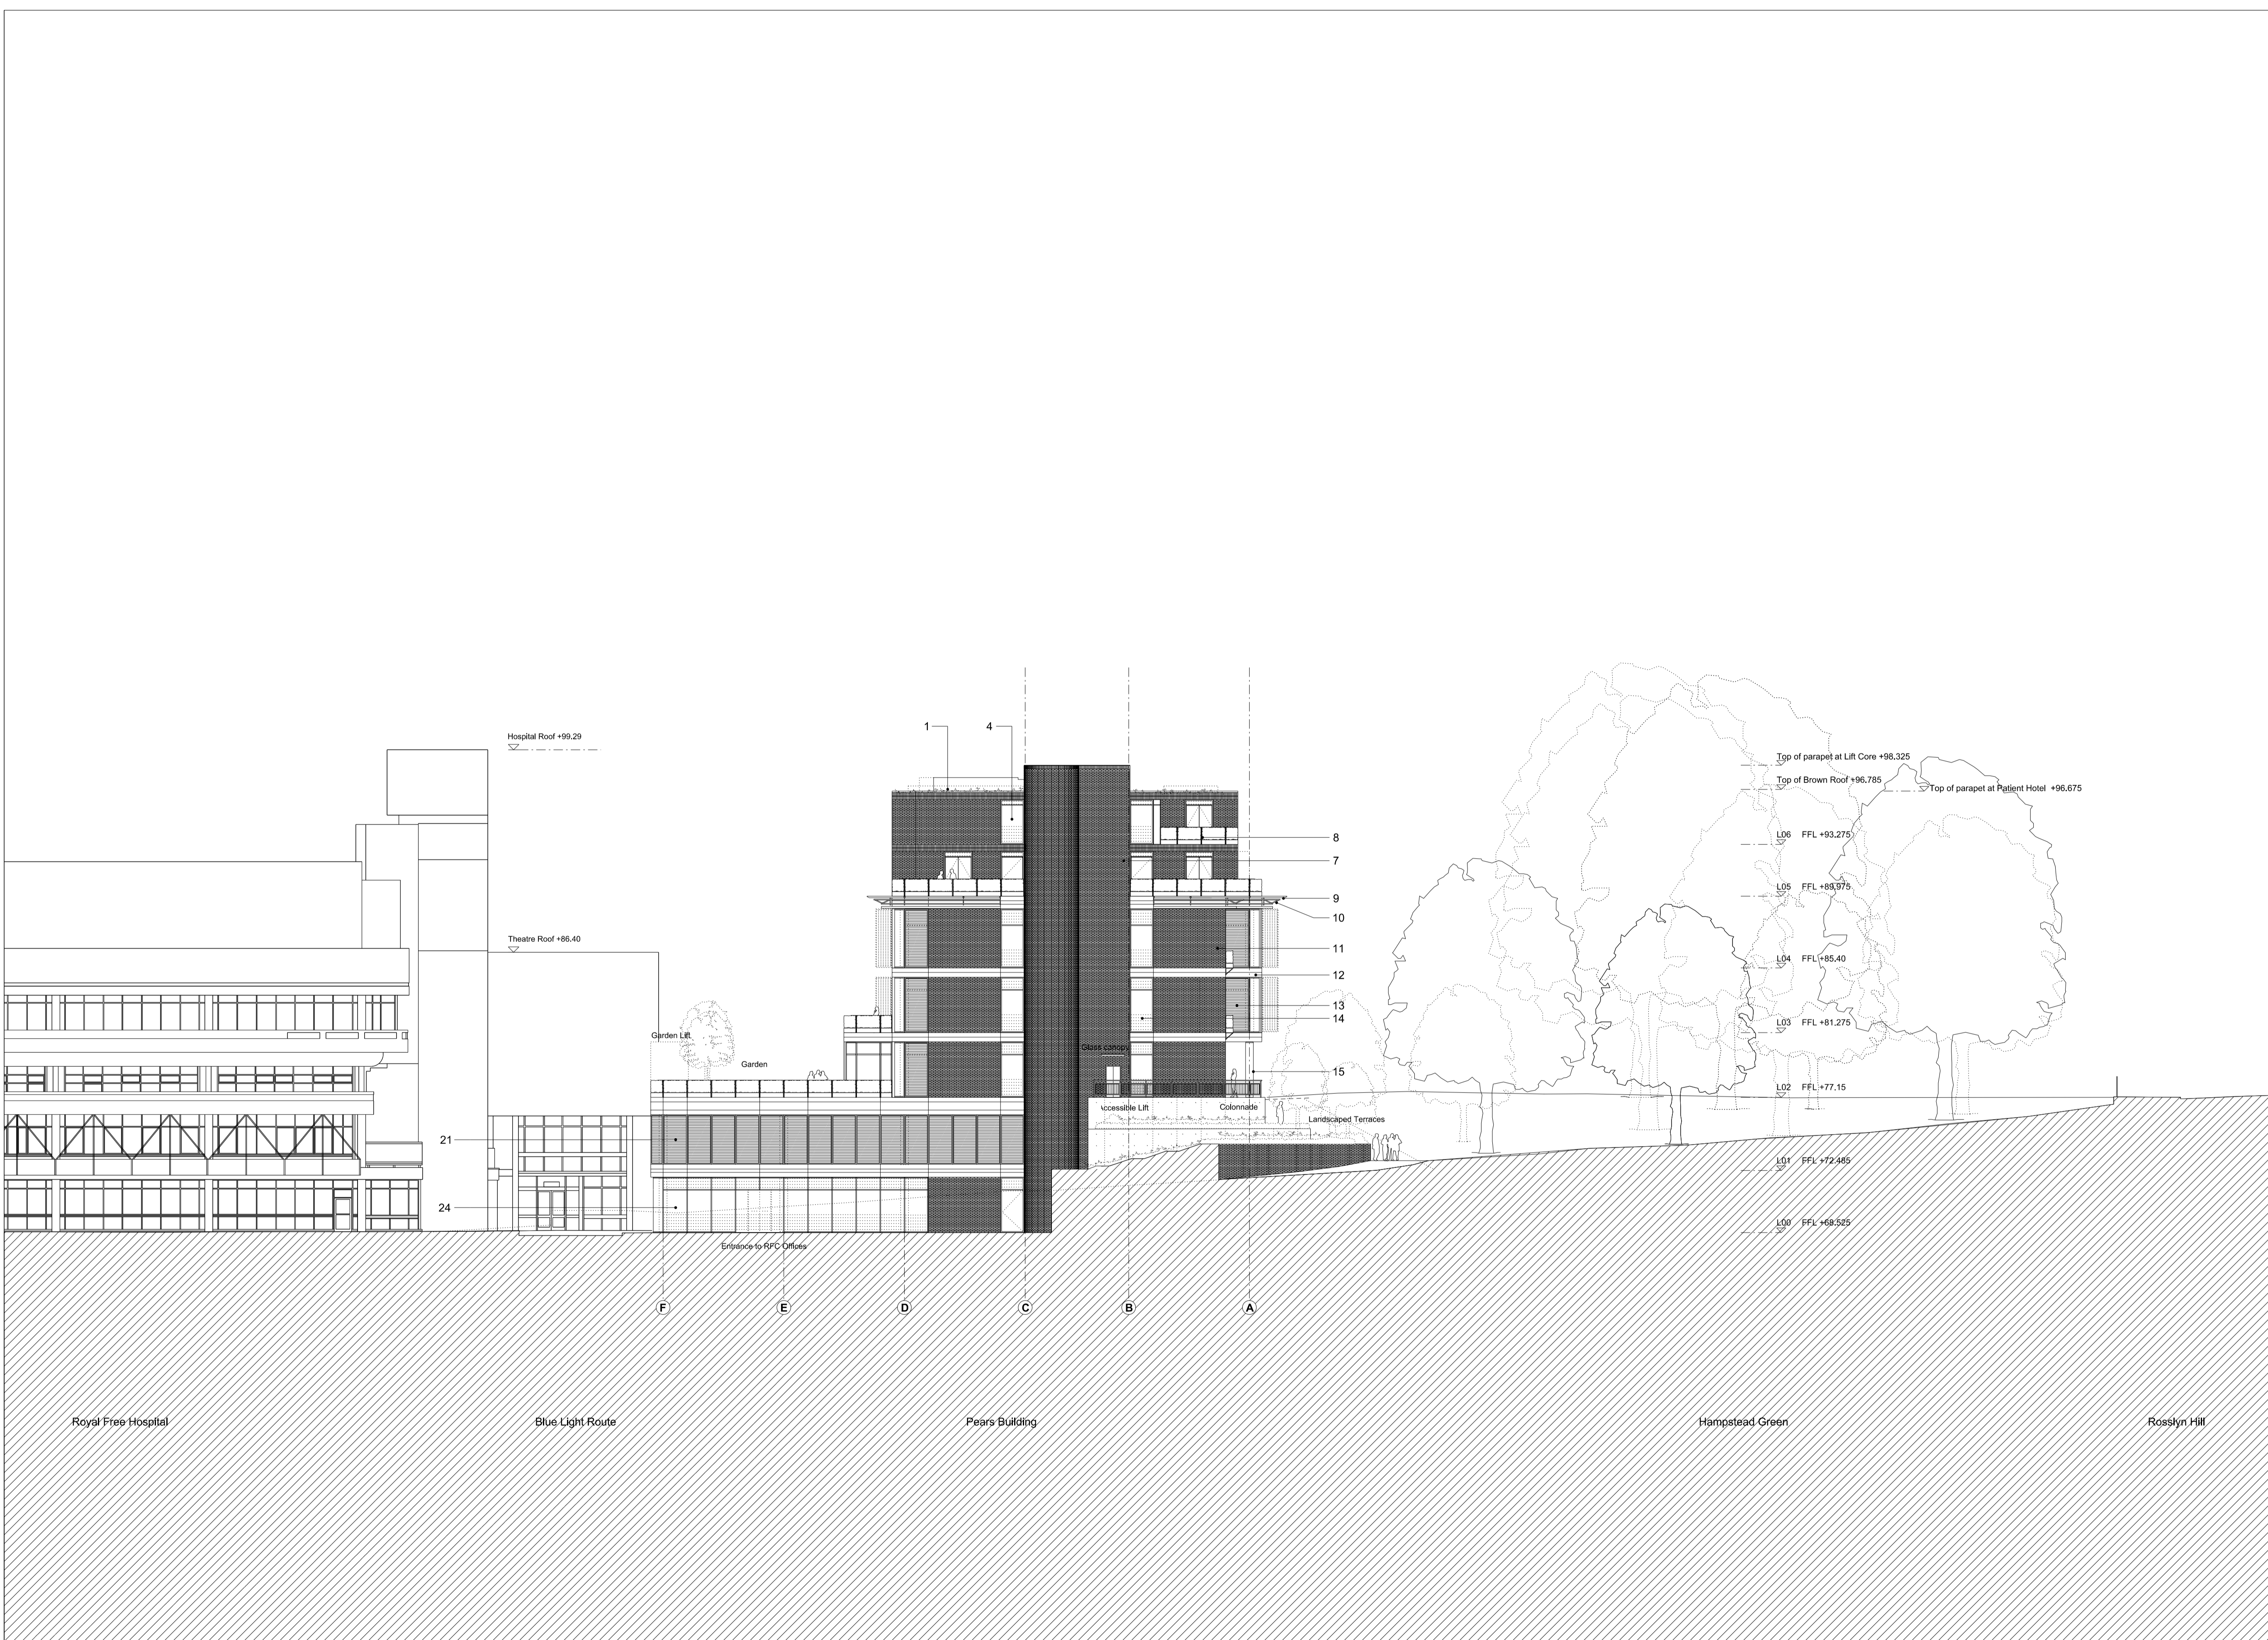 1
4
Hospital Roof +99.29
Top of parapet at Lift Core +98.325
Top of Brown Roof +96.785
Top of parapet at Patient Hotel +96.675
8
L06 FFL +93.275
7
L05 FFL +89.975
9
10
Theatre Roof +86.40
11
L04 FFL +85.40
12
13
14
L03 FFL +81.275
Garden Lift
Glass canopy
Garden
15
L02 FFL +77.15
Accessible Lift
Colonnade
Landscaped Terraces
21
L01 FFL +72.485
24
L00 FFL +68.525
Entrance to RFC Offices
F
E
D
C
B
A
Royal Free Hospital
Blue Light Route
Pears Building
Hampstead Green
Rosslyn Hill